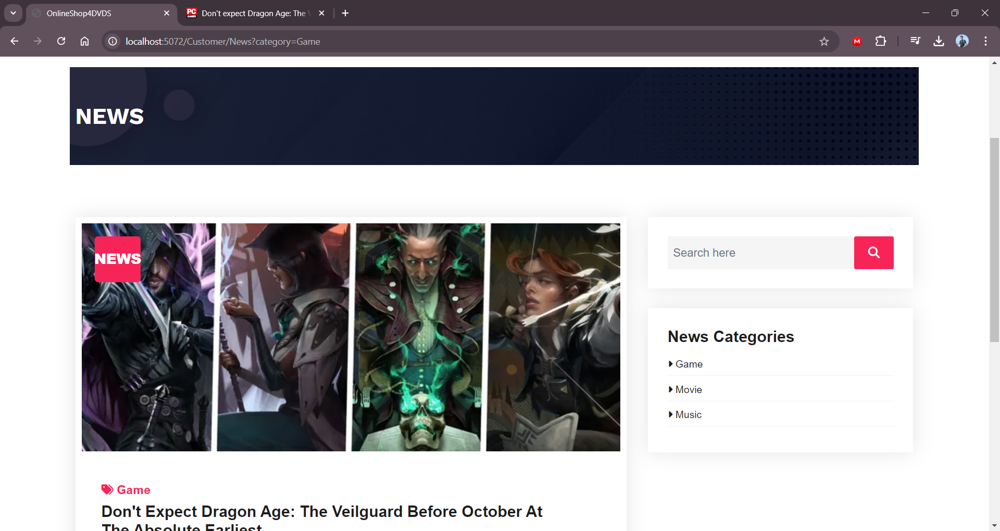 OnlineShop4DVDS
Don't expect Dragon Age: The
localhost:5072/Customer/News?category=Game
NEWS
NEWS
Search here
News Categories
Game
Movie
Music
Game
Don't Expect Dragon Age: The Veilguard Before October At
The Absolute Earliest